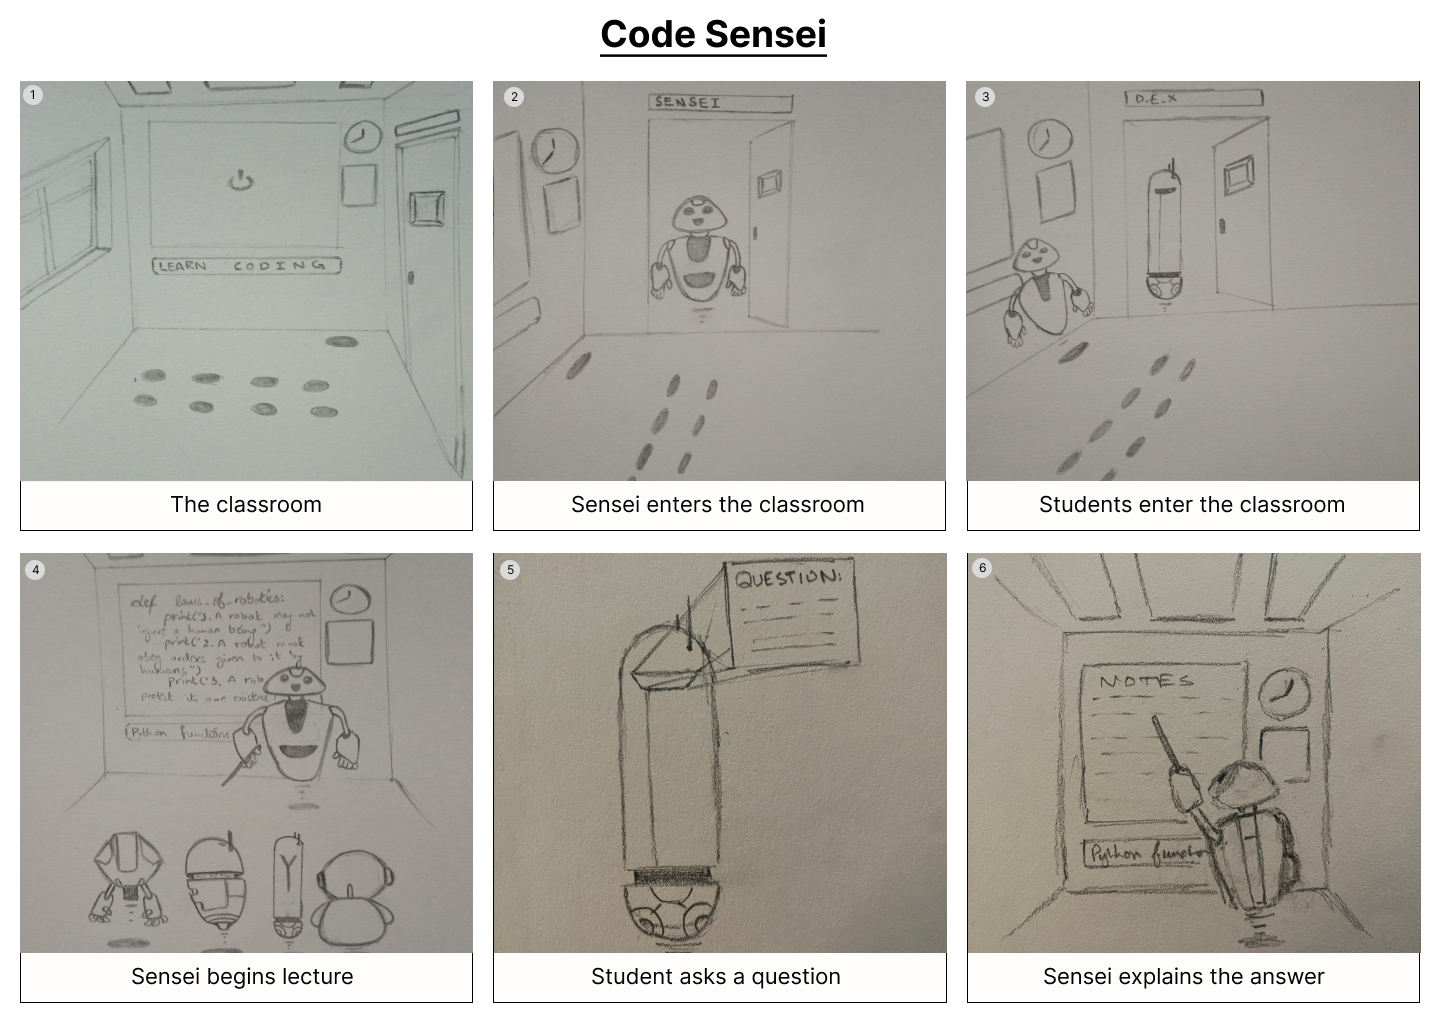 Code Sensei
1
LEARN CODING
The classroom
2
SENSEI
Sensei enters the classroom
3
D.E.X
Students enter the classroom
4
def laws_of_robotics:
print("1. A robot may not
injure a human being")
print("2. A robot must
obey orders given to it by
humans")
print("3. A rob
protect its own existence
Python functions
Sensei begins lecture
5
QUESTION:
Student asks a question
6
NOTES
Python functio
Sensei explains the answer